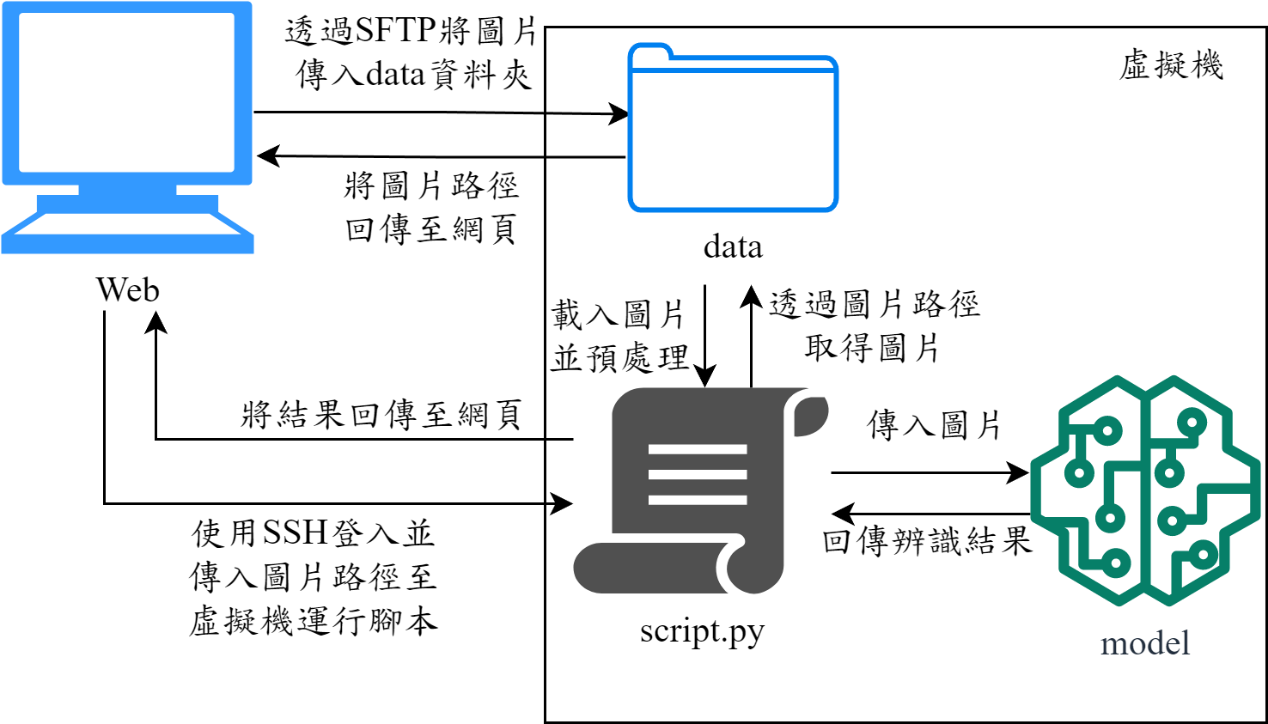 透過SFTP將圖片
傳入data資料夾
虛擬機
將圖片路徑
回傳至網頁
data
Web
載入圖片
並預處理
透過圖片路徑
取得圖片
將結果回傳至網頁
傳入圖片
使用SSH登入並
傳入圖片路徑至
虛擬機運行腳本
回傳辨識結果
script.py
model